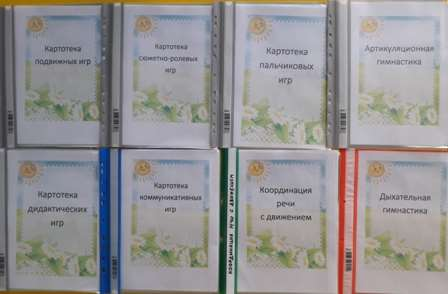 Картотека
подвижных игр
Картотека
сюжетно-ролевых
игр
Картотека
пальчиковых
игр
Артикуляционная
гимнастика
Картотека
дидактических
игр
Картотека
коммуникативных
игр
Координация
речи
с движением
Дыхательная
гимнастика